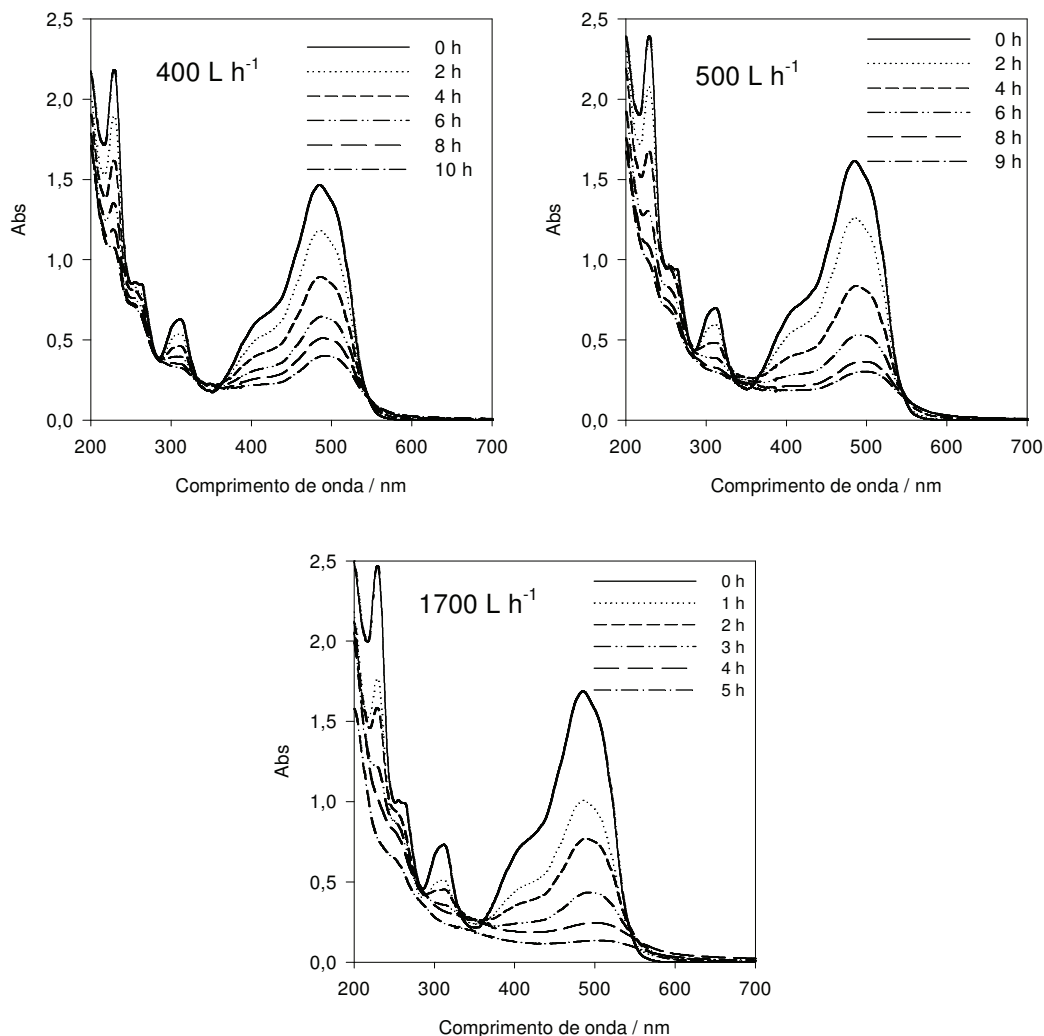 2,5
2,0
1,5
1,0
0,5
0,0
Abs
400 L h-1
0 h
2 h
4 h
6 h
8 h
10 h
200 300 400 500 600 700
Comprimento de onda / nm
2,5
2,0
1,5
1,0
0,5
0,0
Abs
500 L h-1
0 h
2 h
4 h
6 h
8 h
9 h
200 300 400 500 600 700
Comprimento de onda / nm
2,5
2,0
1,5
1,0
0,5
0,0
Abs
1700 L h-1
0 h
1 h
2 h
3 h
4 h
5 h
200 300 400 500 600 700
Comprimento de onda / nm